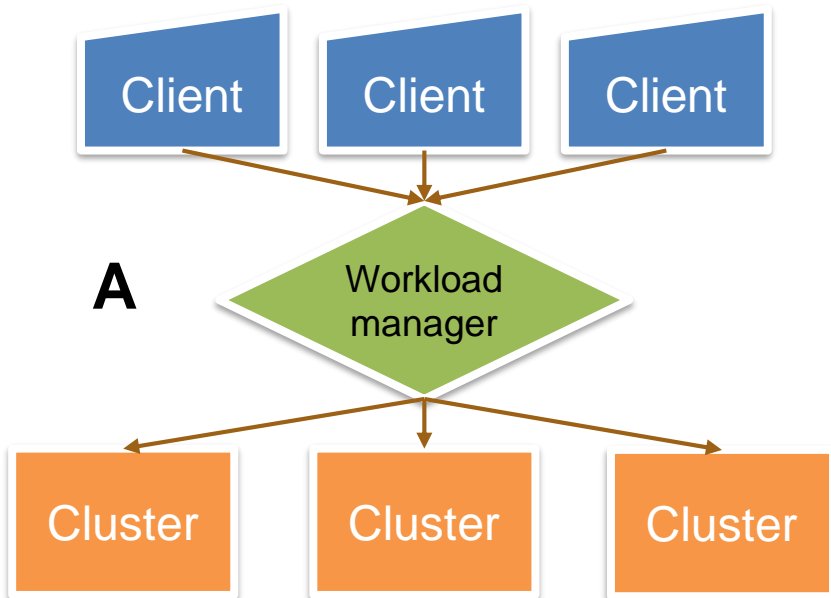 Client
Client
Client
A
Workload
manager
Cluster
Cluster
Cluster